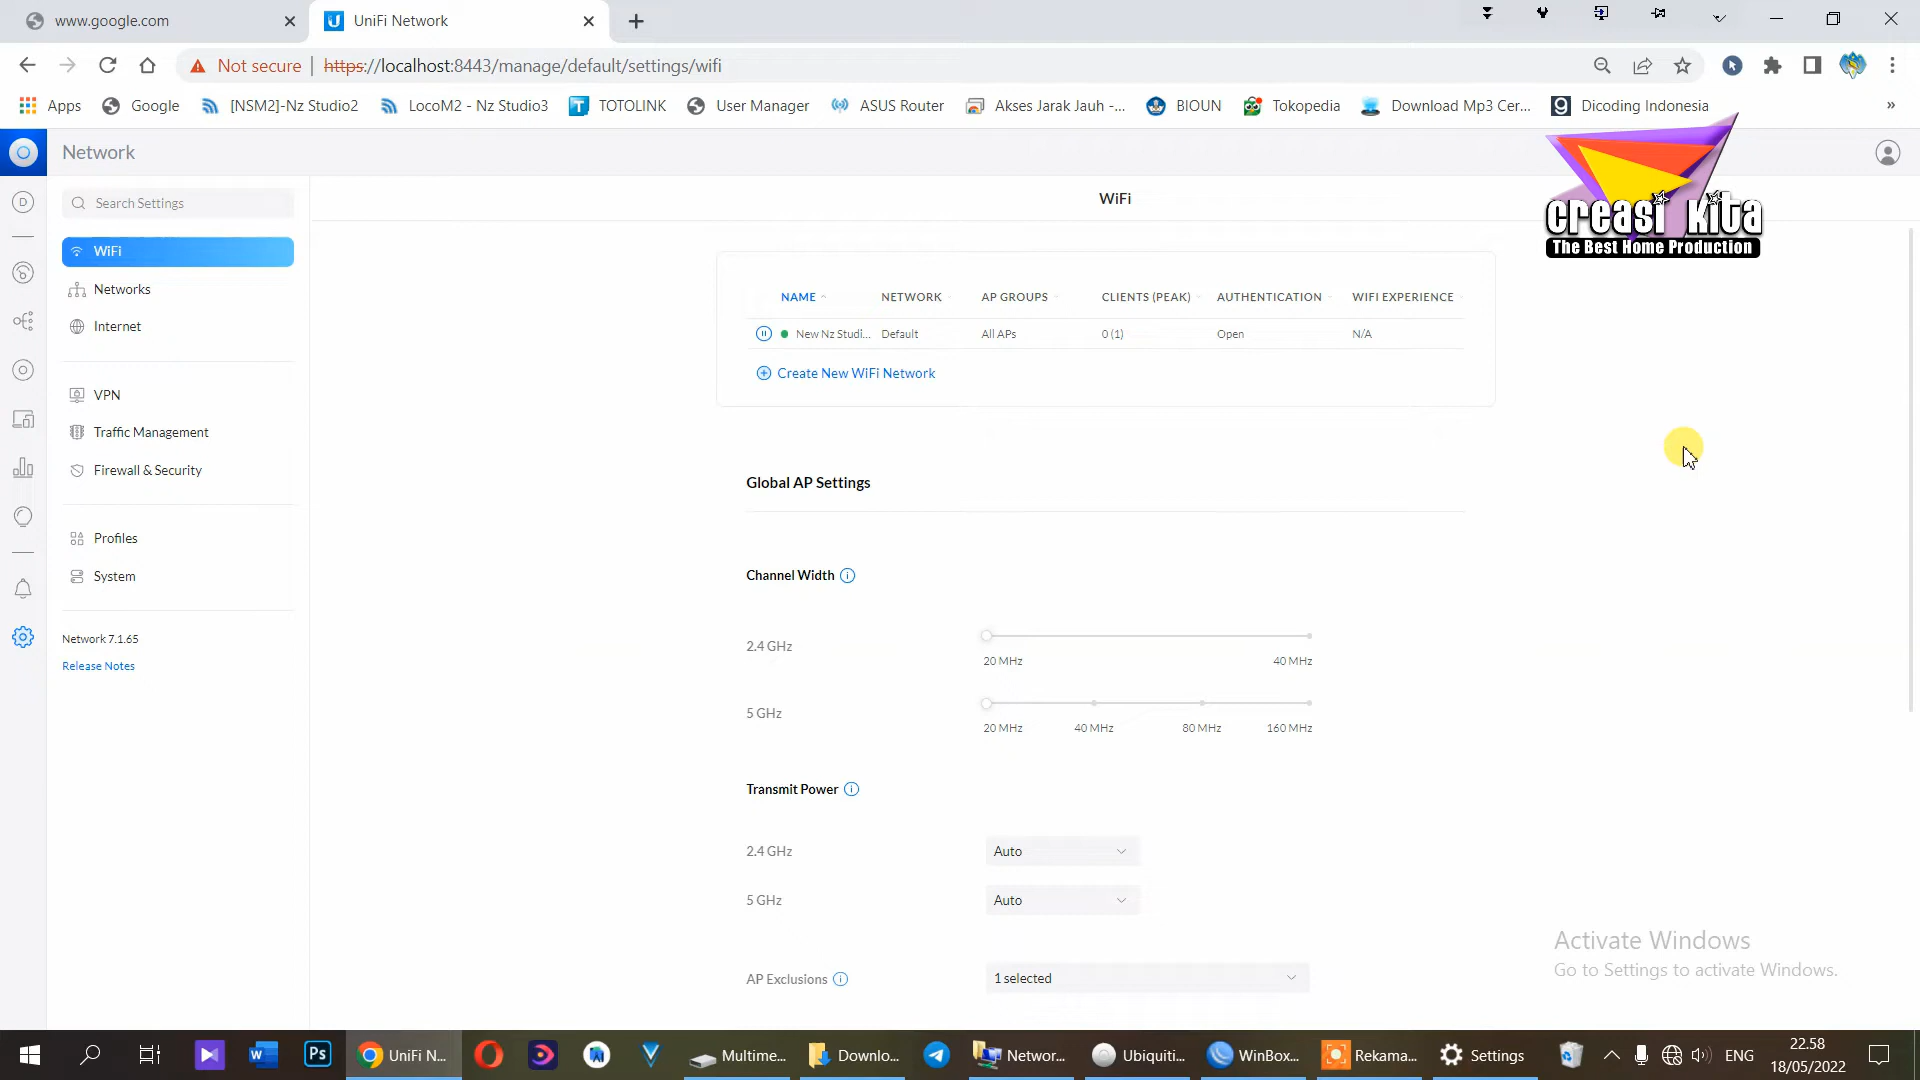 www.google.com
UniFi Network
Not secure
https://localhost:8443/manage/default/settings/wifi
Apps
Google
[NSM2]-Nz Studio2
LocoM2 - Nz Studio3
TOTOLINK
User Manager
ASUS Router
Akses Jarak Jauh -...
BIOUN
Tokopedia
Download Mp3 Cer...
Dicoding Indonesia
»
Network
creasi kita
The Best Home Production
D
Search Settings
WiFi
WiFi
Networks
Internet
VPN
Traffic Management
Firewall & Security
Profiles
System
Network 7.1.65
Release Notes
NAME NETWORK AP GROUPS CLIENTS (PEAK) AUTHENTICATION WIFI EXPERIENCE
New Nz Studi... Default All APs 0 (1) Open N/A
Create New WiFi Network
Global AP Settings
Channel Width
2.4 GHz
20 MHz 40 MHz
5 GHz
20 MHz 40 MHz 80 MHz 160 MHz
Transmit Power
2.4 GHz Auto
5 GHz Auto
AP Exclusions 1 selected
Activate Windows
Go to Settings to activate Windows.
Ps
UniFi N...
Multime...
Downlo...
Networ...
Ubiquiti...
WinBox...
Rekama...
Settings
ENG
22.58
18/05/2022